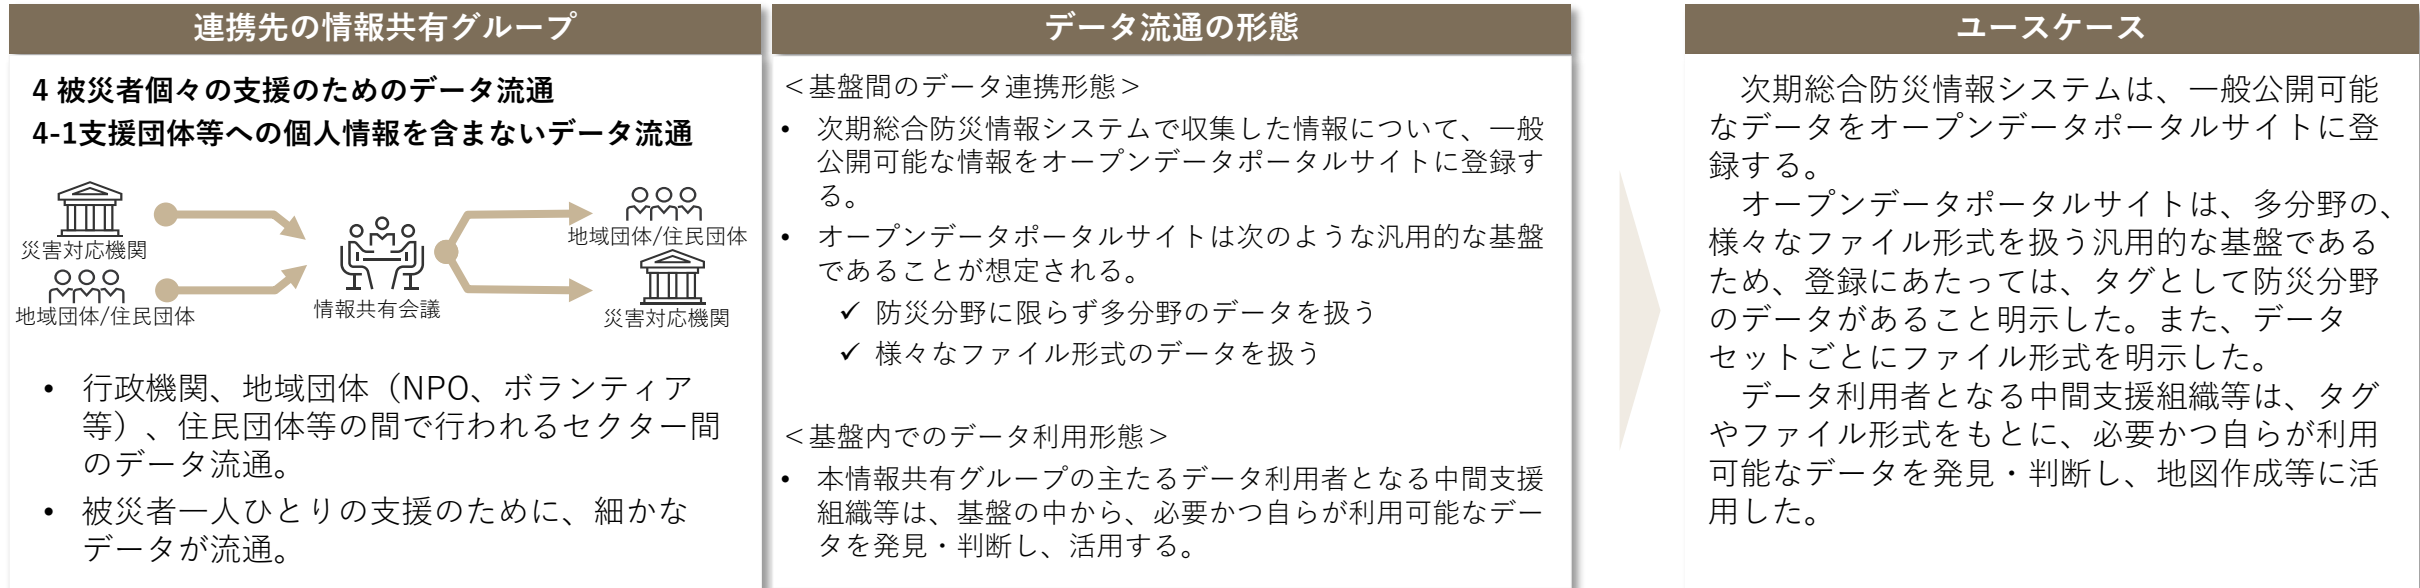 連携先の情報共有グループ
4 被災者個々の支援のためのデータ流通
4-1支援団体等への個人情報を含まないデータ流通
災害対応機関
地域団体/住民団体
情報共有会議
地域団体/住民団体
災害対応機関
• 行政機関、地域団体（NPO、ボランティア
等）、住民団体等の間で行われるセクター間
のデータ流通。
• 被災者一人ひとりの支援のために、細かな
データが流通。
データ流通の形態
＜基盤間のデータ連携形態＞
• 次期総合防災情報システムで収集した情報について、一般
公開可能な情報をオープンデータポータルサイトに登録す
る。
• オープンデータポータルサイトは次のような汎用的な基盤
であることが想定される。
✓ 防災分野に限らず多分野のデータを扱う
✓ 様々なファイル形式のデータを扱う
＜基盤内でのデータ利用形態＞
• 本情報共有グループの主たるデータ利用者となる中間支援
組織等は、基盤の中から、必要かつ自らが利用可能なデー
タを発見・判断し、活用する。
ユースケース
次期総合防災情報システムは、一般公開可能
なデータをオープンデータポータルサイトに登
録する。
オープンデータポータルサイトは、多分野の、
様々なファイル形式を扱う汎用的な基盤である
ため、登録にあたっては、タグとして防災分野
のデータがあること明示した。また、データ
セットごとにファイル形式を明示した。
データ利用者となる中間支援組織等は、タグ
やファイル形式をもとに、必要かつ自らが利用
可能なデータを発見・判断し、地図作成等に活
用した。